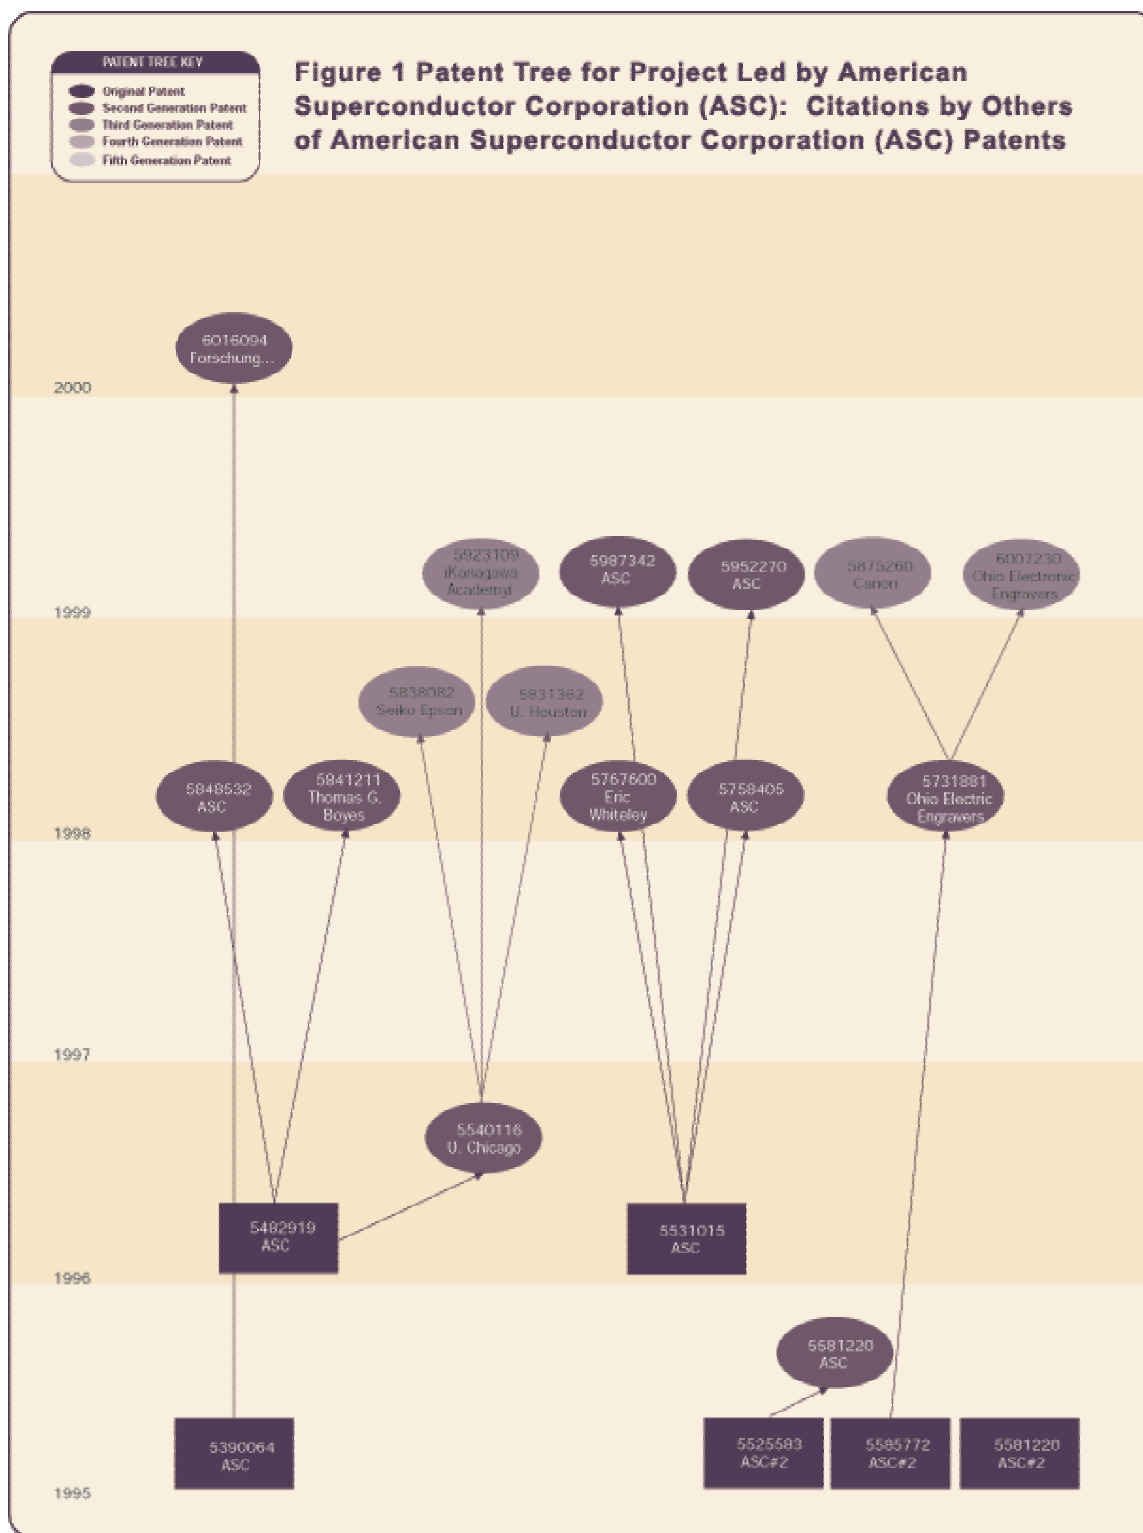 PATENT TREE KEY
Original Patent
Second Generation Patent
Third Generation Patent
Fourth Generation Patent
Fifth Generation Patent
Figure 1 Patent Tree for Project Led by American
Superconductor Corporation (ASC): Citations by Others
of American Superconductor Corporation (ASC) Patents
6016094
Forschung...
2000
5923109
iKanagawa
Academyi
5987342
ASC
5952270
ASC
5875260
Canon
6007230
Ohio Electronic
Engravers
1999
5838082
Seiko Epson
5831362
U. Houston
5848532
ASC
5841211
Thomas G.
Boyes
5767600
Eric
Whiteley
5758405
ASC
5731881
Ohio Electric
Engravers
1998
1997
5540116
U. Chicago
5482919
ASC
5531015
ASC
1996
5581220
ASC
5390064
ASC
5525583
ASC#2
5585772
ASC#2
5581220
ASC#2
1995